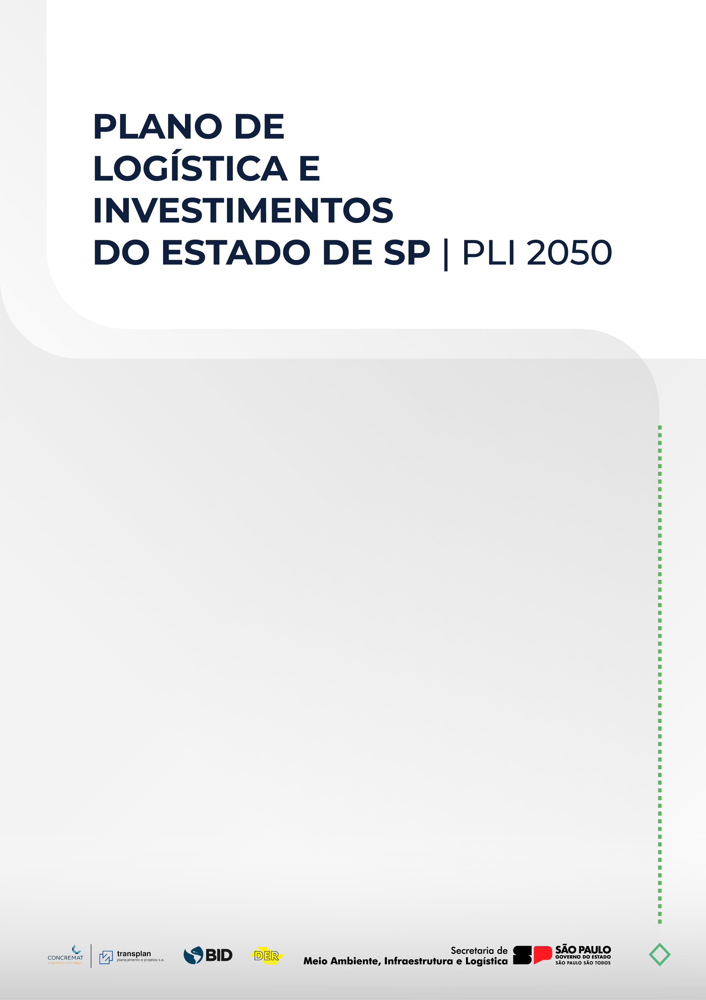 PLANO DE
LOGÍSTICA E
INVESTIMENTOS
DO ESTADO DE SP | PLI 2050
CONCREMAT
engenharia e tecnologia
transplan
planejamento e projetos s.a.
BID
DER
Secretaria de
Meio Ambiente, Infraestrutura e Logística
SÃO PAULO
GOVERNO DO ESTADO
SÃO PAULO SÃO TODOS